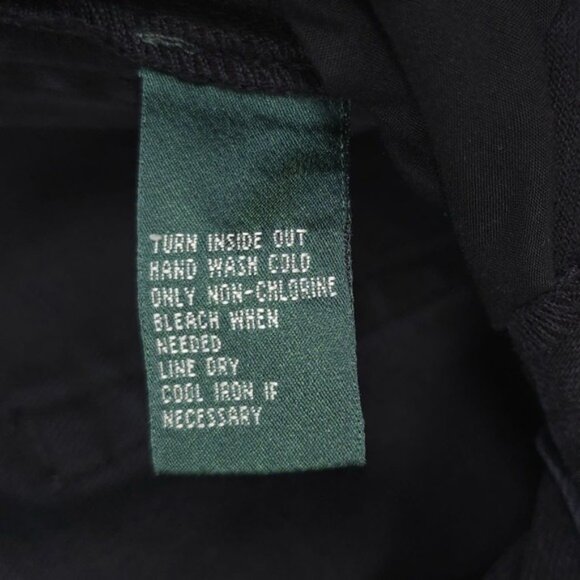 TURN INSIDE OUT
HAND WASH COLD
ONLY NON-CHLORINE
BLEACH WHEN
NEEDED
LINE DRY
COOL IRON IF
NECESSARY